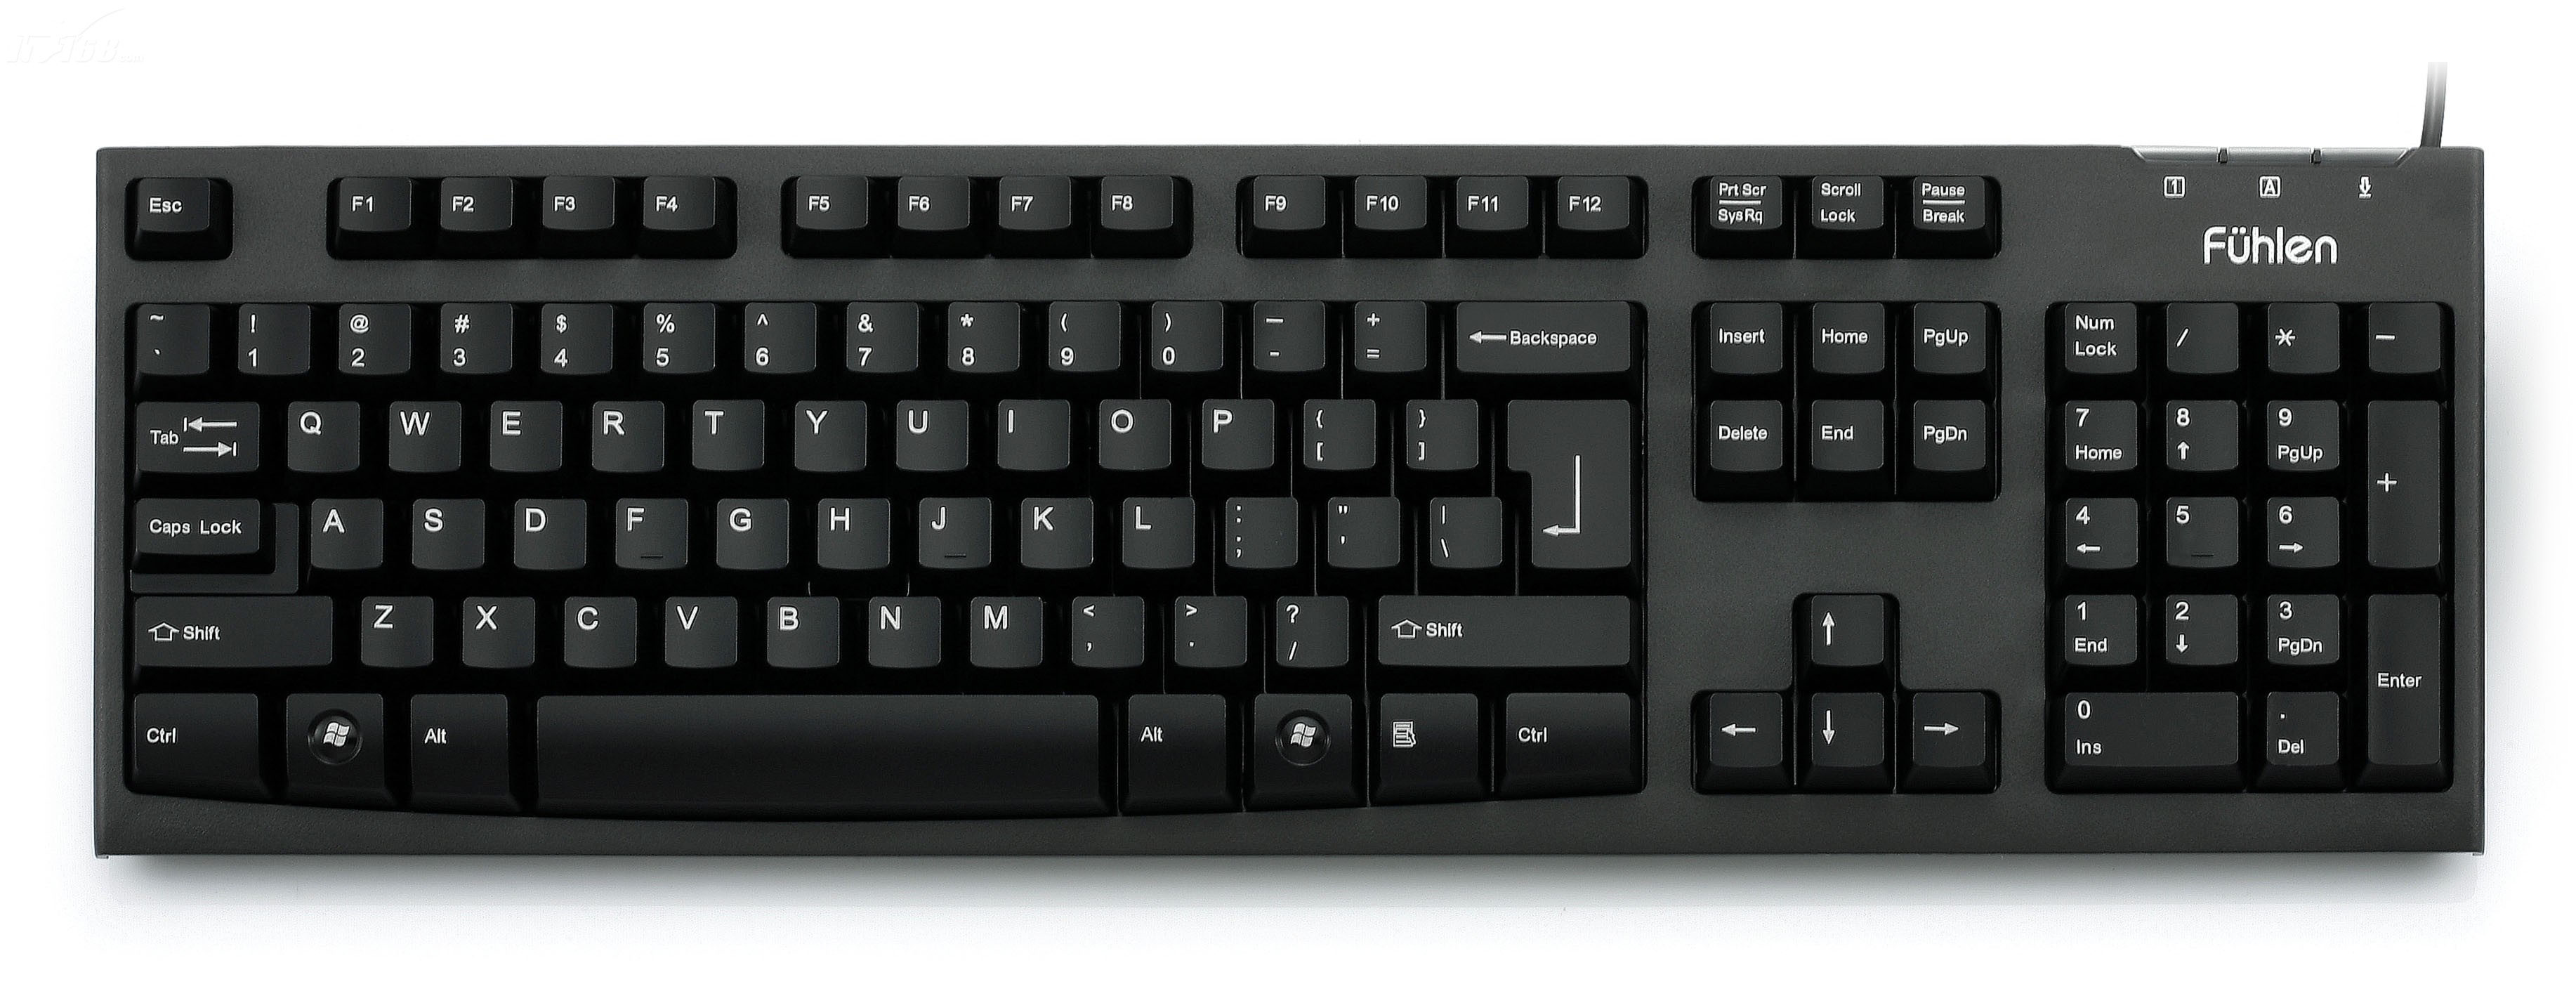 IT168.com
Esc F1 F2 F3 F4 F5 F6 F7 F8 F9 F10 F11 F12 Prt Scr Scroll Pause
SysRq Lock Break
1 A
Fühlen
~ ! @ # $ % ^ & * ( ) — +
` 1 2 3 4 5 6 7 8 9 0 - = ←Backspace Insert Home PgUp Num / * −
Lock
Q W E R T Y U I O P { } 7 8 9
Tab [ ] Delete End PgDn Home ↑ PgUp +
Caps Lock A S D F G H J K L : " | 4 5 6
; ' \ ← →
Z X C V B N M < > ? 1 2 3
Shift , . / Shift ↑ End ↓ PgDn
Enter
Ctrl Alt Alt Ctrl ← ↓ → 0 .
Ins Del